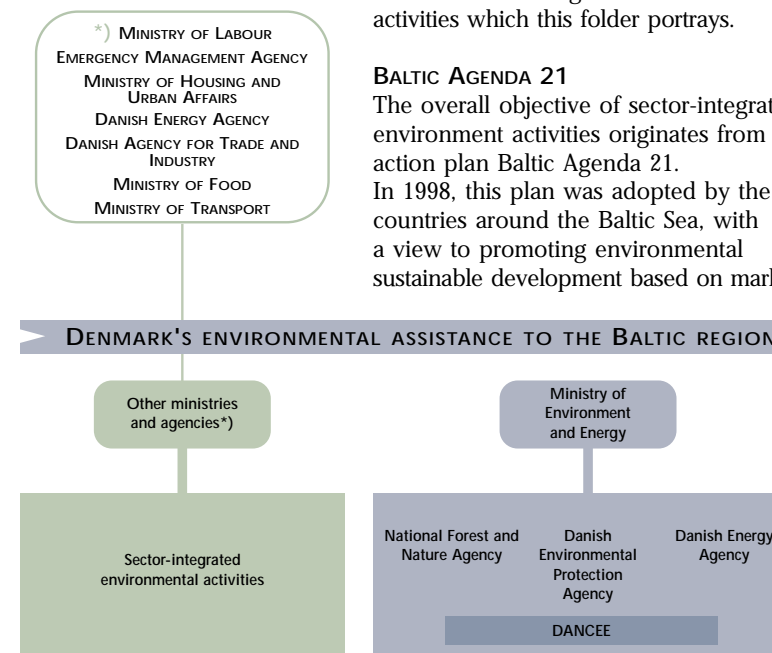 *) Ministry of Labour
Emergency Management Agency
Ministry of Housing and
Urban Affairs
Danish Energy Agency
Danish Agency for Trade and
Industry
Ministry of Food
Ministry of Transport
activities which this folder portrays.
Baltic Agenda 21
The overall objective of sector-integrat
environment activities originates from
action plan Baltic Agenda 21.
In 1998, this plan was adopted by the
countries around the Baltic Sea, with
a view to promoting environmental
sustainable development based on mar
Denmark's environmental assistance to the Baltic region
Other ministries
and agencies*)
Ministry of
Environment
and Energy
Sector-integrated
environmental activities
National Forest and
Nature Agency
Danish
Environmental
Protection
Agency
Danish Energy
Agency
DANCEE